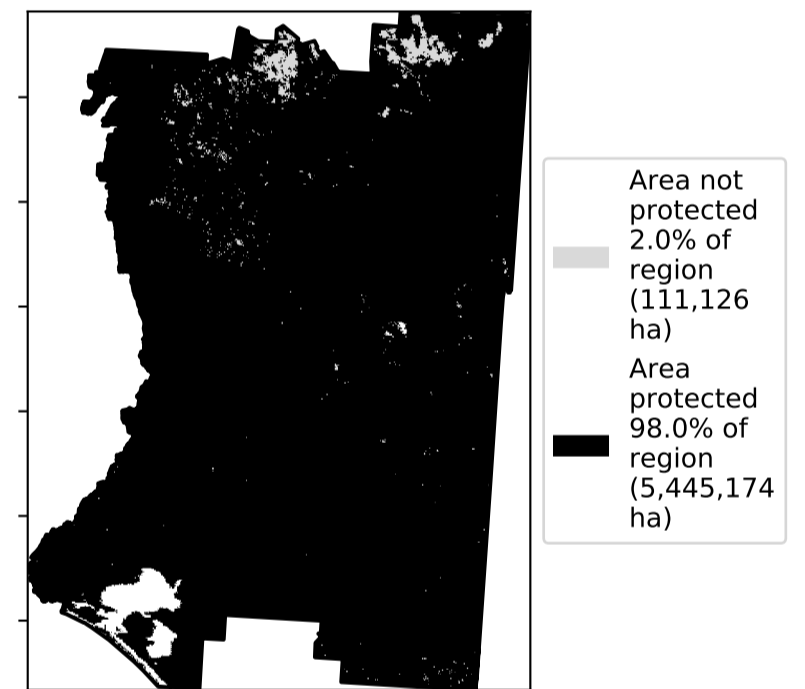 Area not
protected
2.0% of
region
(111,126
ha)
Area
protected
98.0% of
region
(5,445,174
ha)